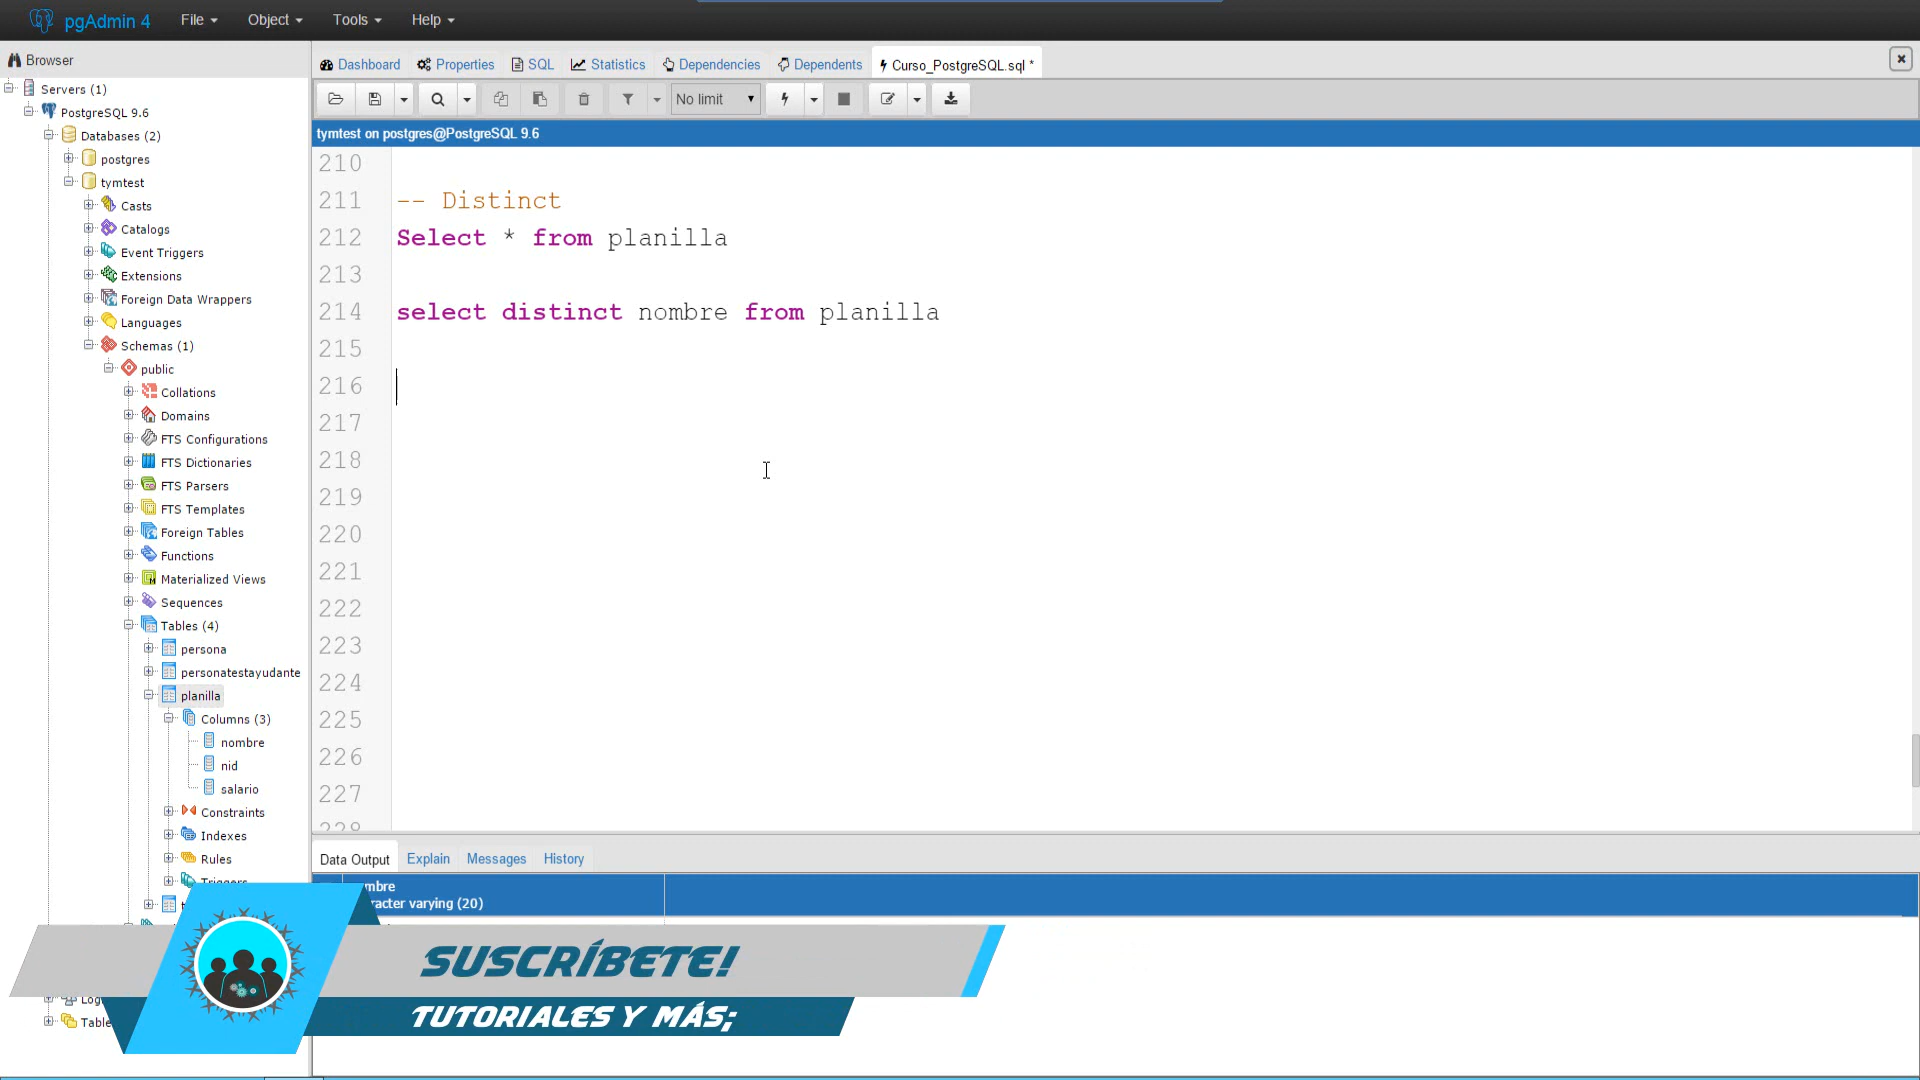 pgAdmin 4 File Object Tools Help
Browser
Dashboard Properties SQL Statistics Dependencies Dependents Curso_PostgreSQL.sql *
No limit
tymtest on postgres@PostgreSQL 9.6
Servers (1)
PostgreSQL 9.6
Databases (2)
postgres
tymtest
Casts
Catalogs
Event Triggers
Extensions
Foreign Data Wrappers
Languages
Schemas (1)
public
Collations
Domains
FTS Configurations
FTS Dictionaries
FTS Parsers
FTS Templates
Foreign Tables
Functions
Materialized Views
Sequences
Tables (4)
persona
personatestayudante
planilla
Columns (3)
nombre
nid
salario
Constraints
Indexes
Rules
Triggers
210
211 -- Distinct
212 Select * from planilla
213
214 select distinct nombre from planilla
215
216
217
218
219
220
221
222
223
224
225
226
227
228
Data Output Explain Messages History
mbre
racter varying (20)
SUSCRÍBETE!
TUTORIALES Y MÁS;